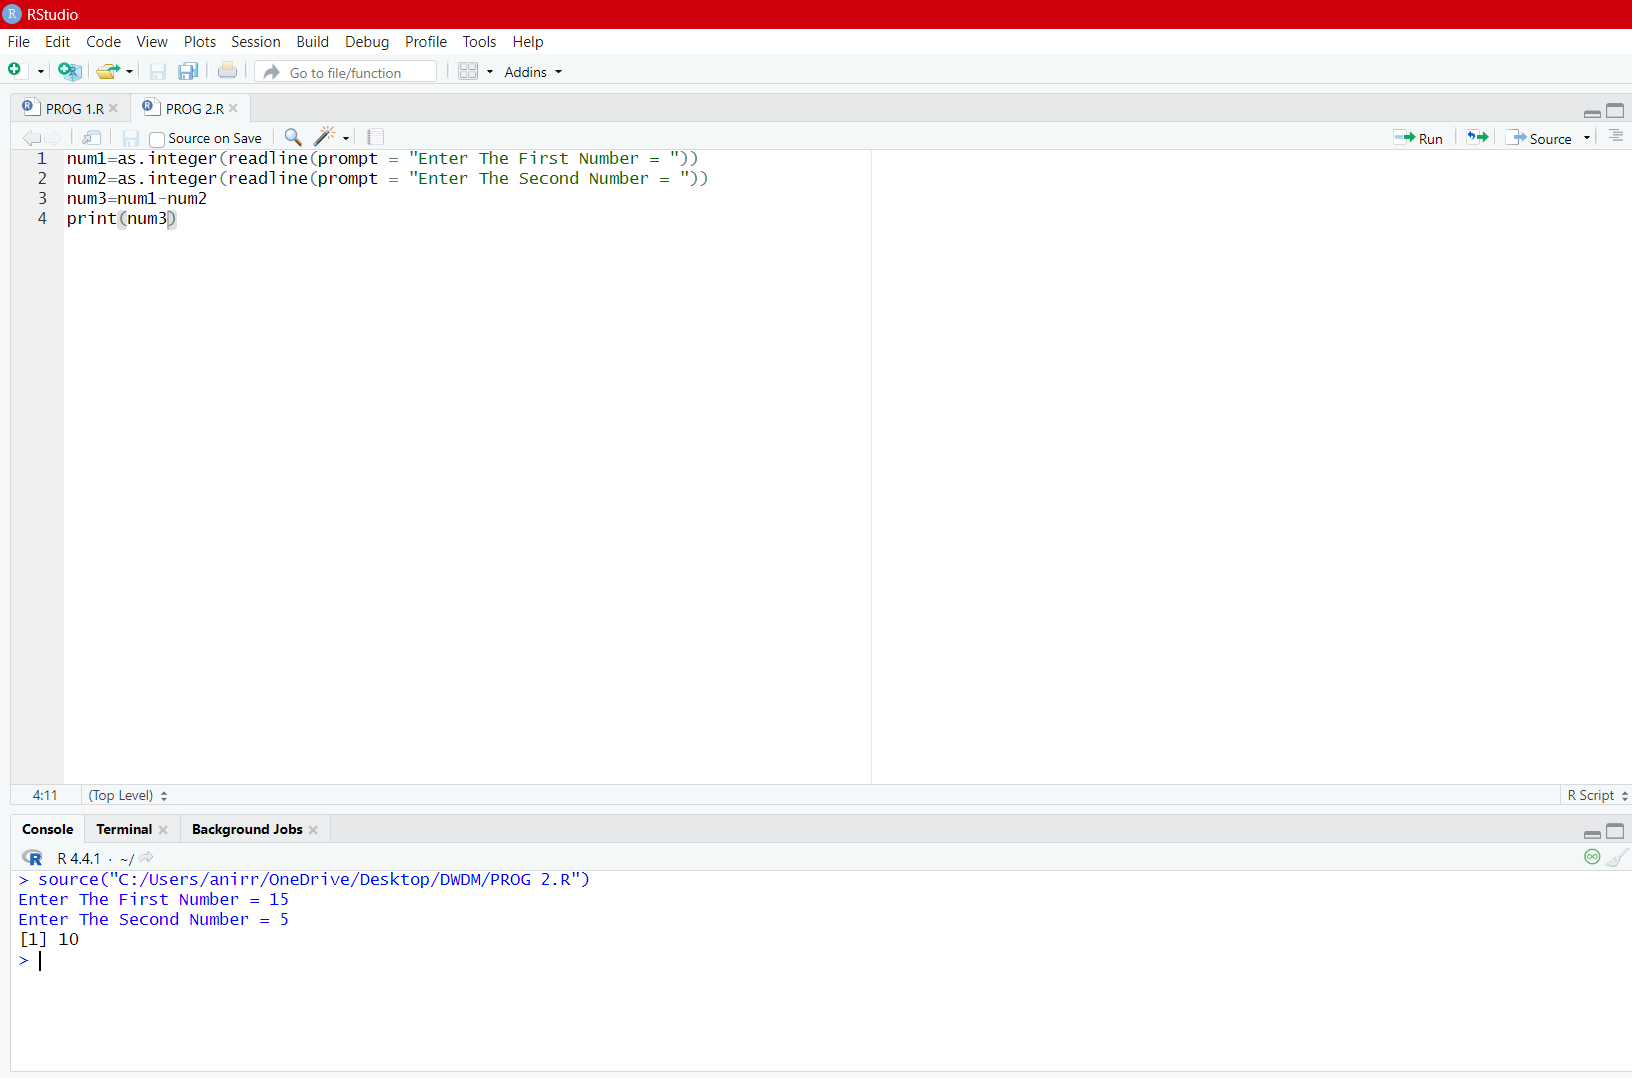 RStudio
File Edit Code View Plots Session Build Debug Profile Tools Help
Go to file/function Addins
PROG 1.R PROG 2.R
Source on Save Run Source
1 num1=as.integer(readline(prompt = "Enter The First Number = "))
2 num2=as.integer(readline(prompt = "Enter The Second Number = "))
3 num3=num1-num2
4 print(num3)
4:11 (Top Level) R Script
Console Terminal Background Jobs
R 4.4.1 · ~/
> source("C:/Users/anirr/OneDrive/Desktop/DWDM/PROG 2.R")
Enter The First Number = 15
Enter The Second Number = 5
[1] 10
>